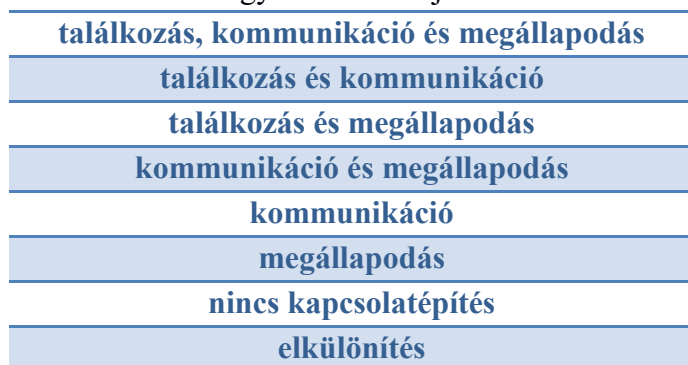 találkozás, kommunikáció és megállapodás
találkozás és kommunikáció
találkozás és megállapodás
kommunikáció és megállapodás
kommunikáció
megállapodás
nincs kapcsolatépítés
elkülönítés